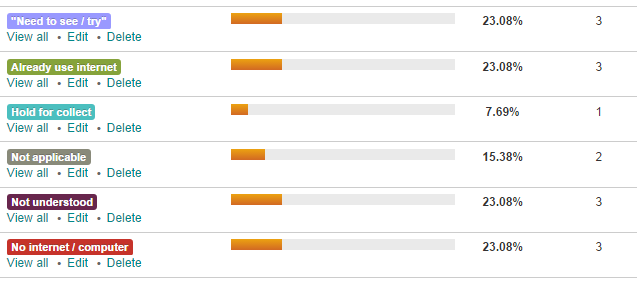 "Need to see / try" 23.08% 3
View all • Edit • Delete
Already use internet 23.08% 3
View all • Edit • Delete
Hold for collect 7.69% 1
View all • Edit • Delete
Not applicable 15.38% 2
View all • Edit • Delete
Not understood 23.08% 3
View all • Edit • Delete
No internet / computer 23.08% 3
View all • Edit • Delete